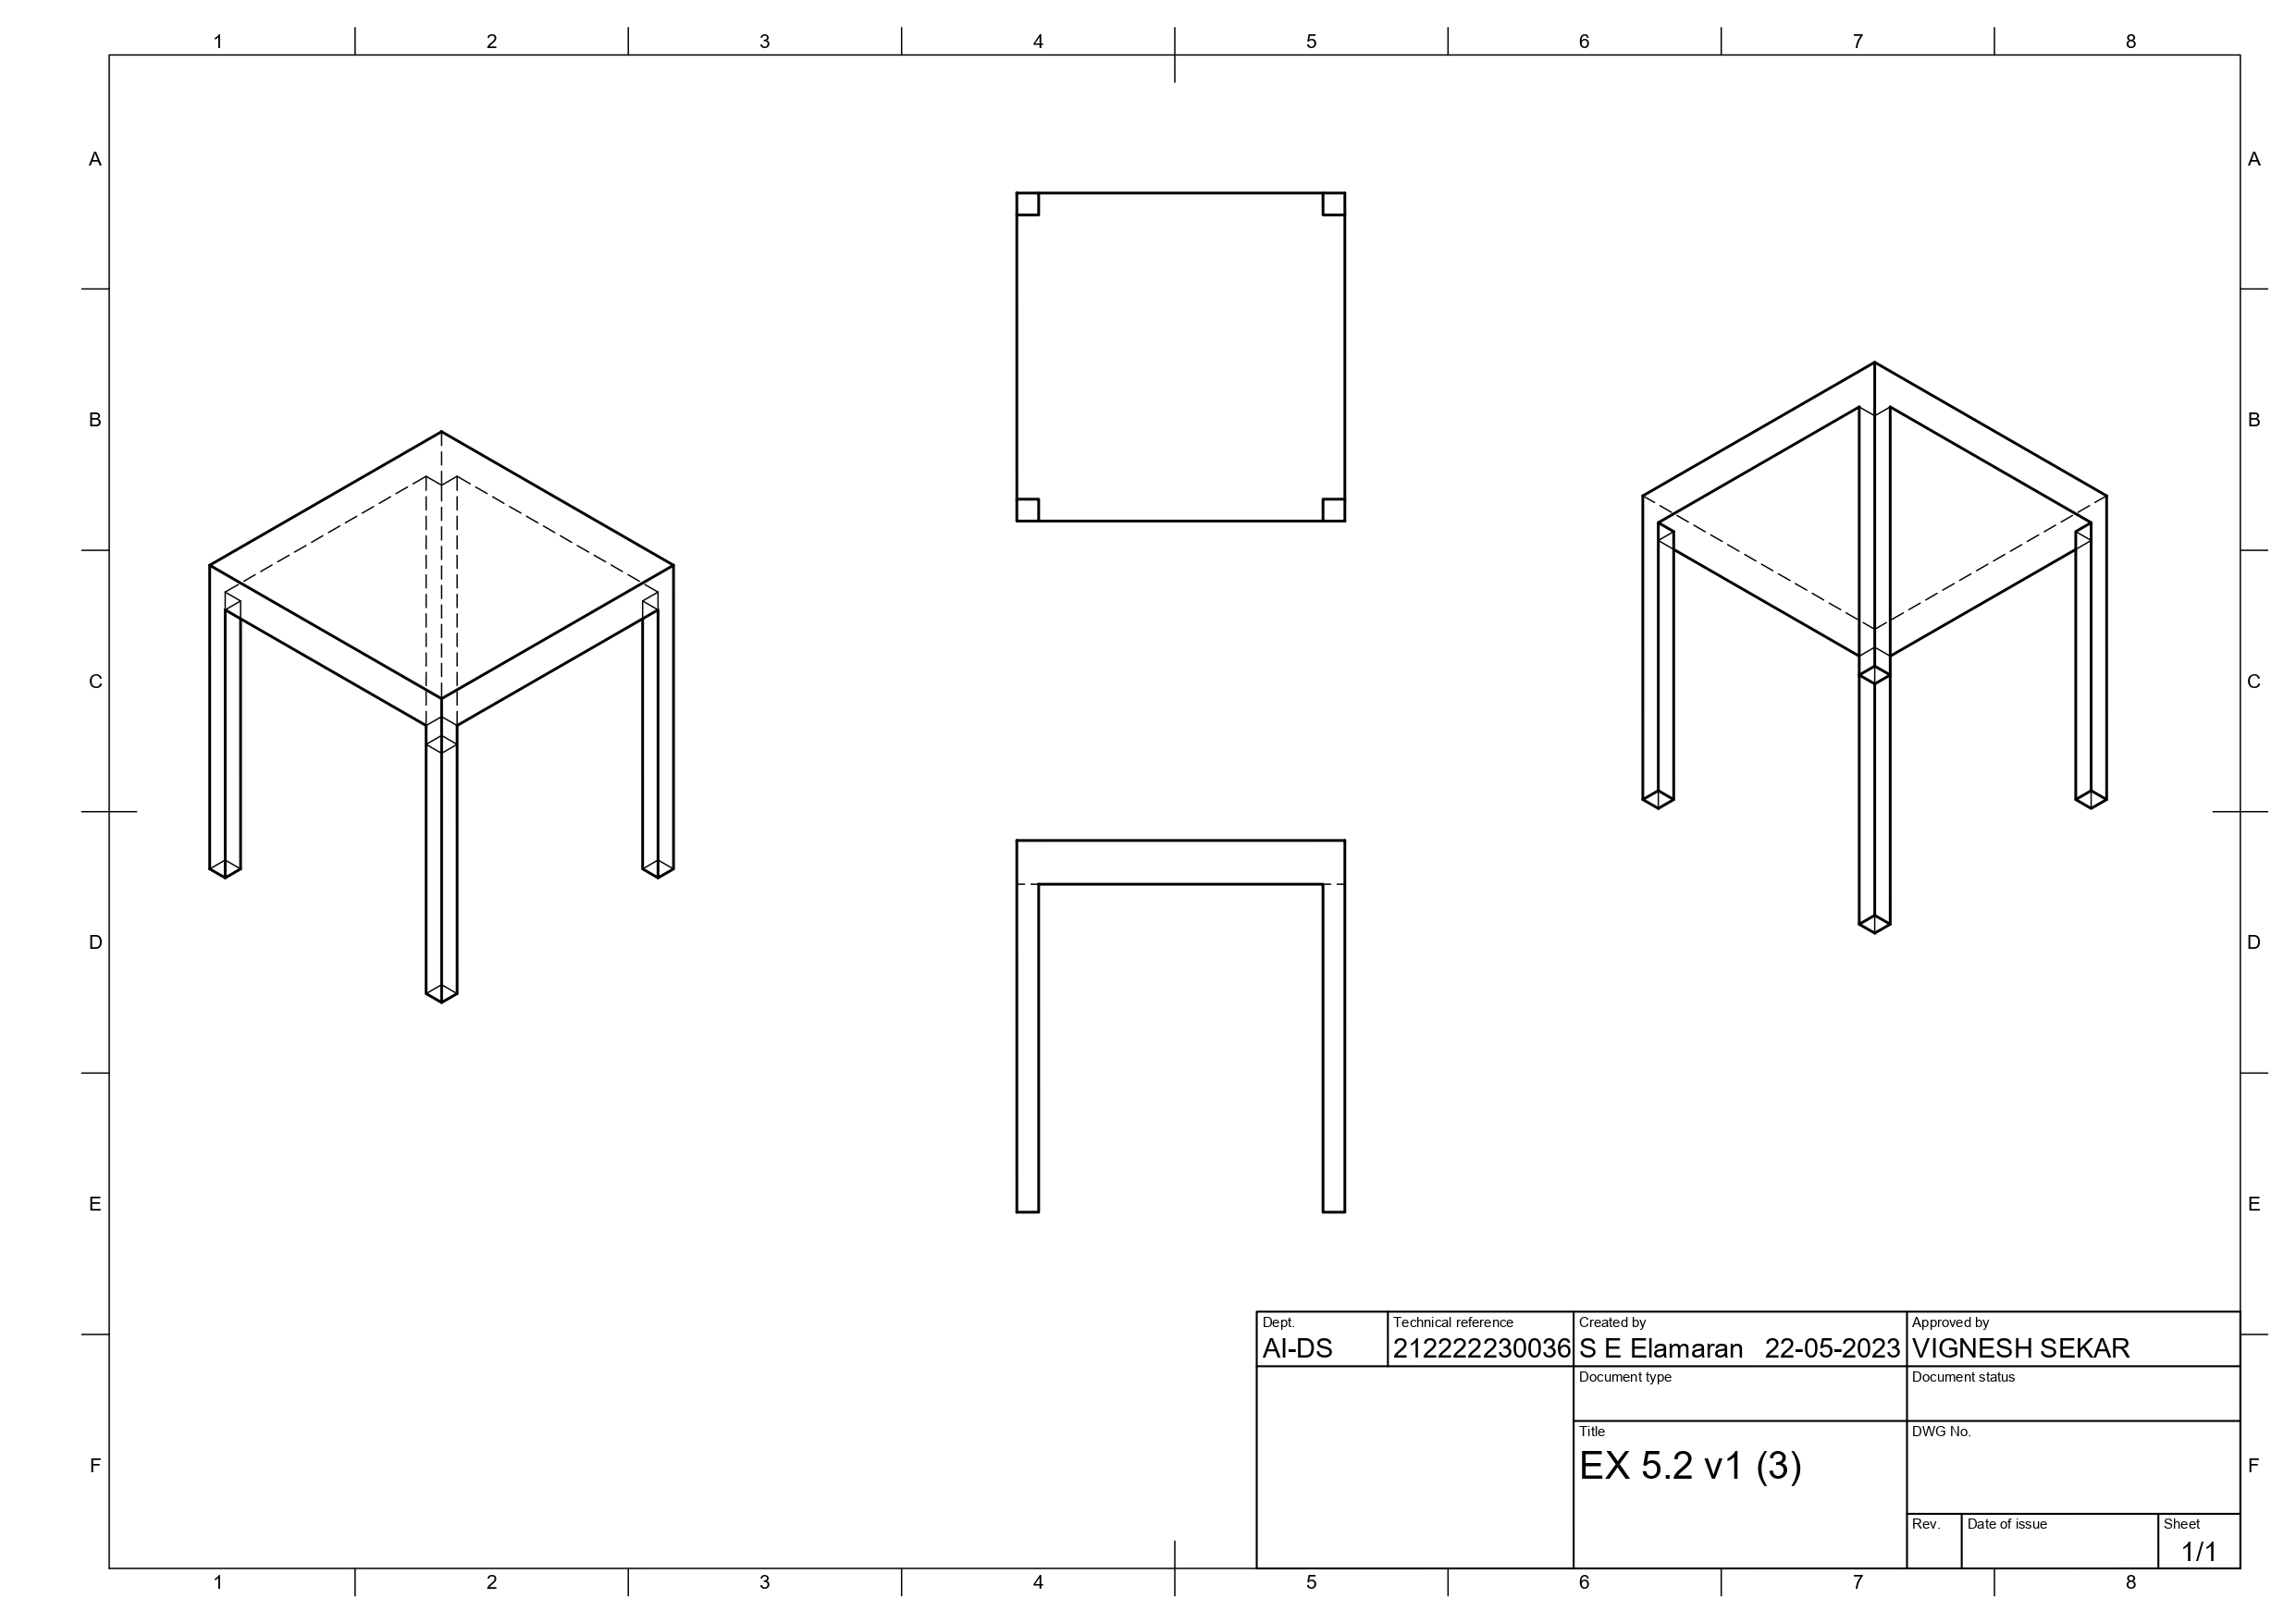 1 2 3 4 5 6 7 8
A A
B B
C C
D D
E E
Dept. Technical reference Created by Approved by
AI-DS 212222230036 S E Elamaran 22-05-2023 VIGNESH SEKAR
Document type Document status
Title DWG No.
EX 5.2 v1 (3)
F F
Rev. Date of issue Sheet
1/1
1 2 3 4 5 6 7 8